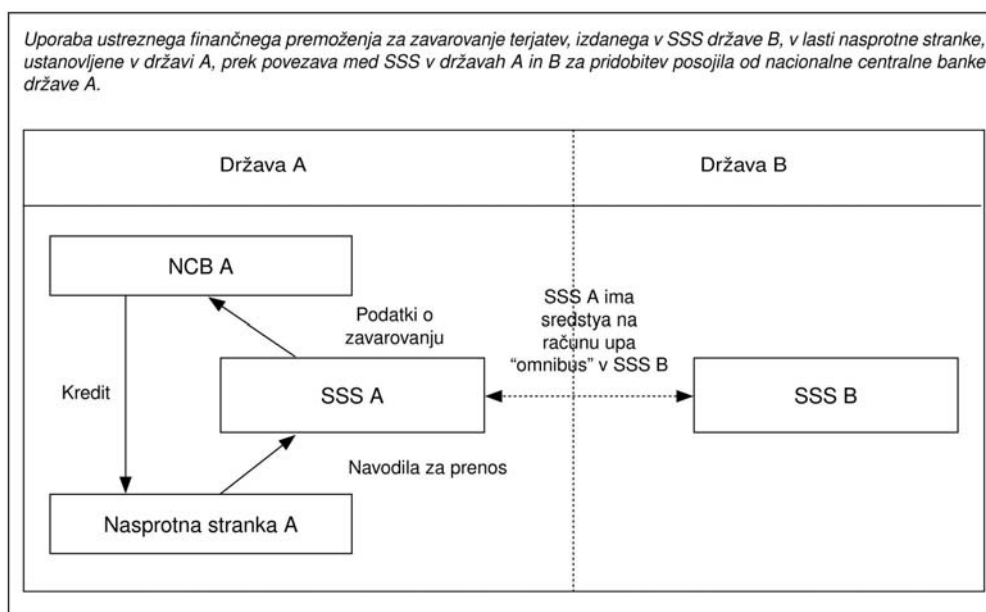 Uporaba ustreznega finančnega premoženja za zavarovanje terjatev, izdanega v SSS države B, v lasti nasprotne stranke,
ustanovljene v državi A, prek povezava med SSS v državah A in B za pridobitev posojila od nacionalne centralne banke
države A.
Država A
Država B
NCB A
Podatki o
zavarovanju
SSS A ima
sredstya na
računu upa
“omnibus” v SSS B
Kredit
SSS A
SSS B
Navodila za prenos
Nasprotna stranka A